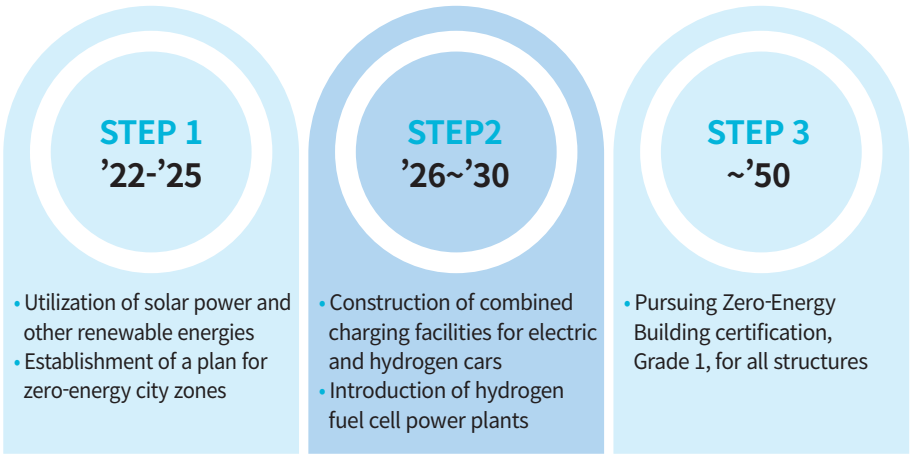 STEP 1
’22-’25
• Utilization of solar power and
other renewable energies
• Establishment of a plan for
zero-energy city zones
STEP2
’26~’30
• Construction of combined
charging facilities for electric
and hydrogen cars
• Introduction of hydrogen
fuel cell power plants
STEP 3
~’50
• Pursuing Zero-Energy
Building certification,
Grade 1, for all structures